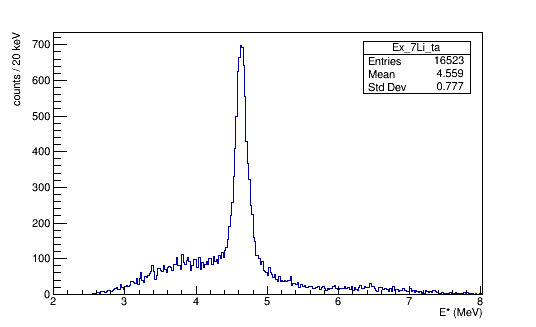 counts / 20 keV
700
600
500
400
300
200
100
0
Ex_7Li_ta
Entries 16523
Mean 4.559
Std Dev 0.777
2 3 4 5 6 7 8
E* (MeV)